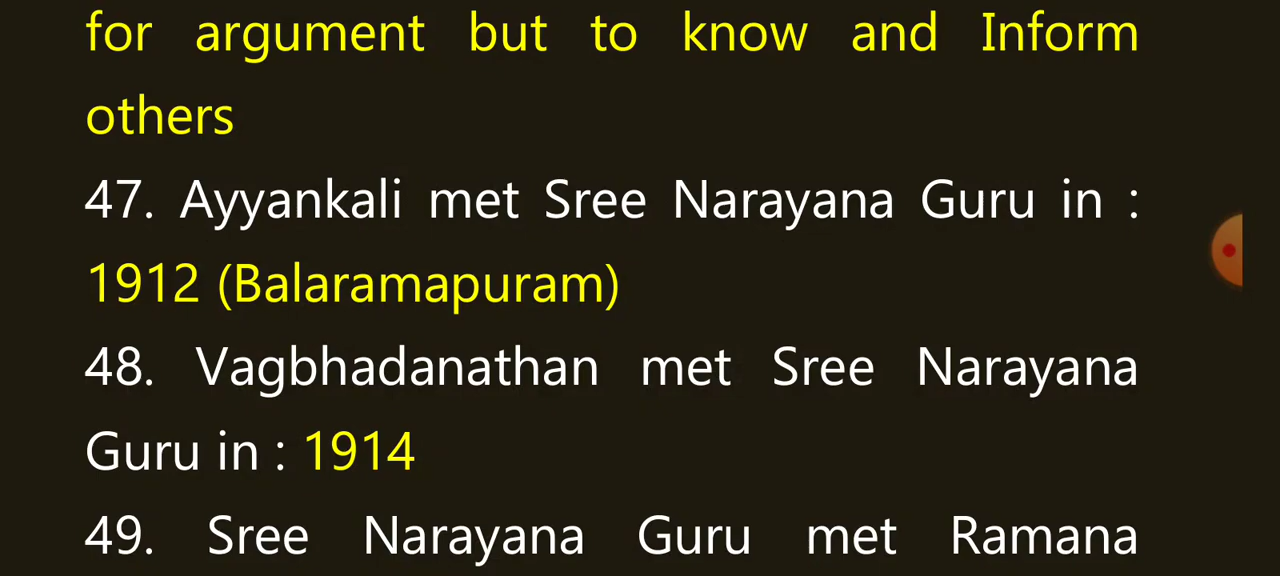 for argument but to know and Inform
others
47. Ayyankali met Sree Narayana Guru in :
1912 (Balaramapuram)
48. Vagbhadanathan met Sree Narayana
Guru in : 1914
49. Sree Narayana Guru met Ramana